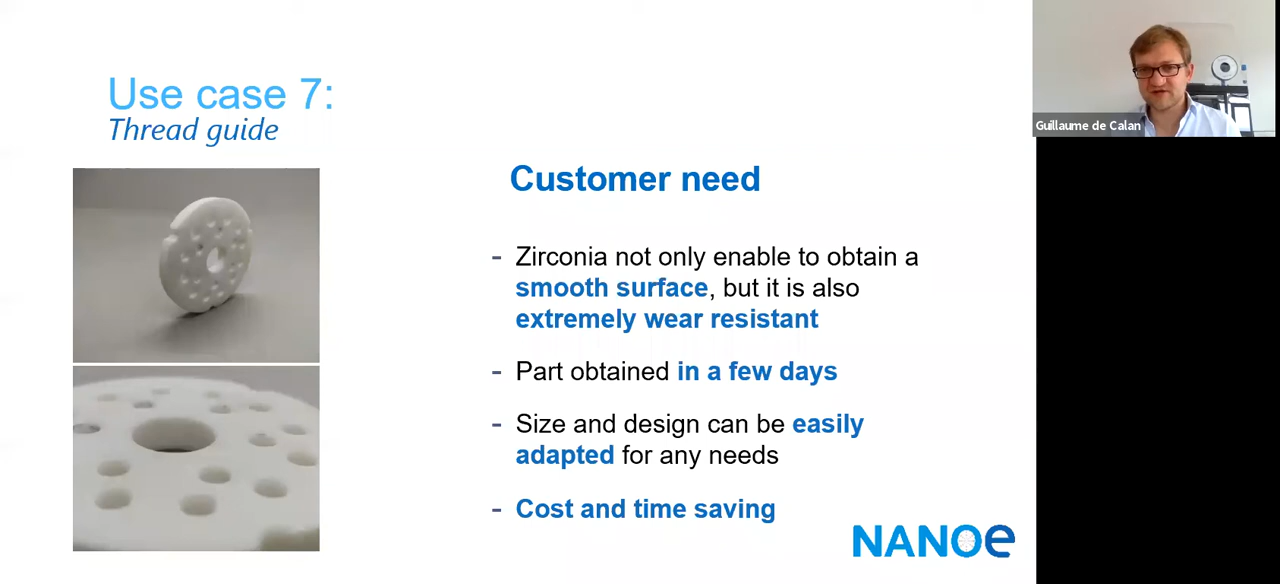 Use case 7:
Thread guide
Customer need
- Zirconia not only enable to obtain a
smooth surface, but it is also
extremely wear resistant
- Part obtained in a few days
- Size and design can be easily
adapted for any needs
- Cost and time saving
NANOe
Guillaume de Calan